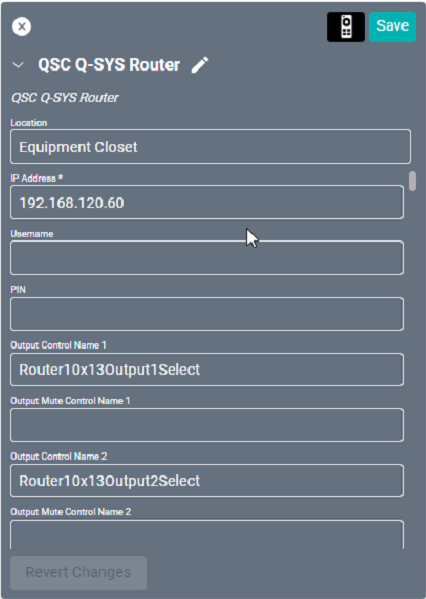 Save
QSC Q-SYS Router
QSC Q-SYS Router
Location
Equipment Closet
IP Address *
192.168.120.60
Username
PIN
Output Control Name 1
Router10x13Output1Select
Output Mute Control Name 1
Output Control Name 2
Router10x13Output2Select
Output Mute Control Name 2
Revert Changes